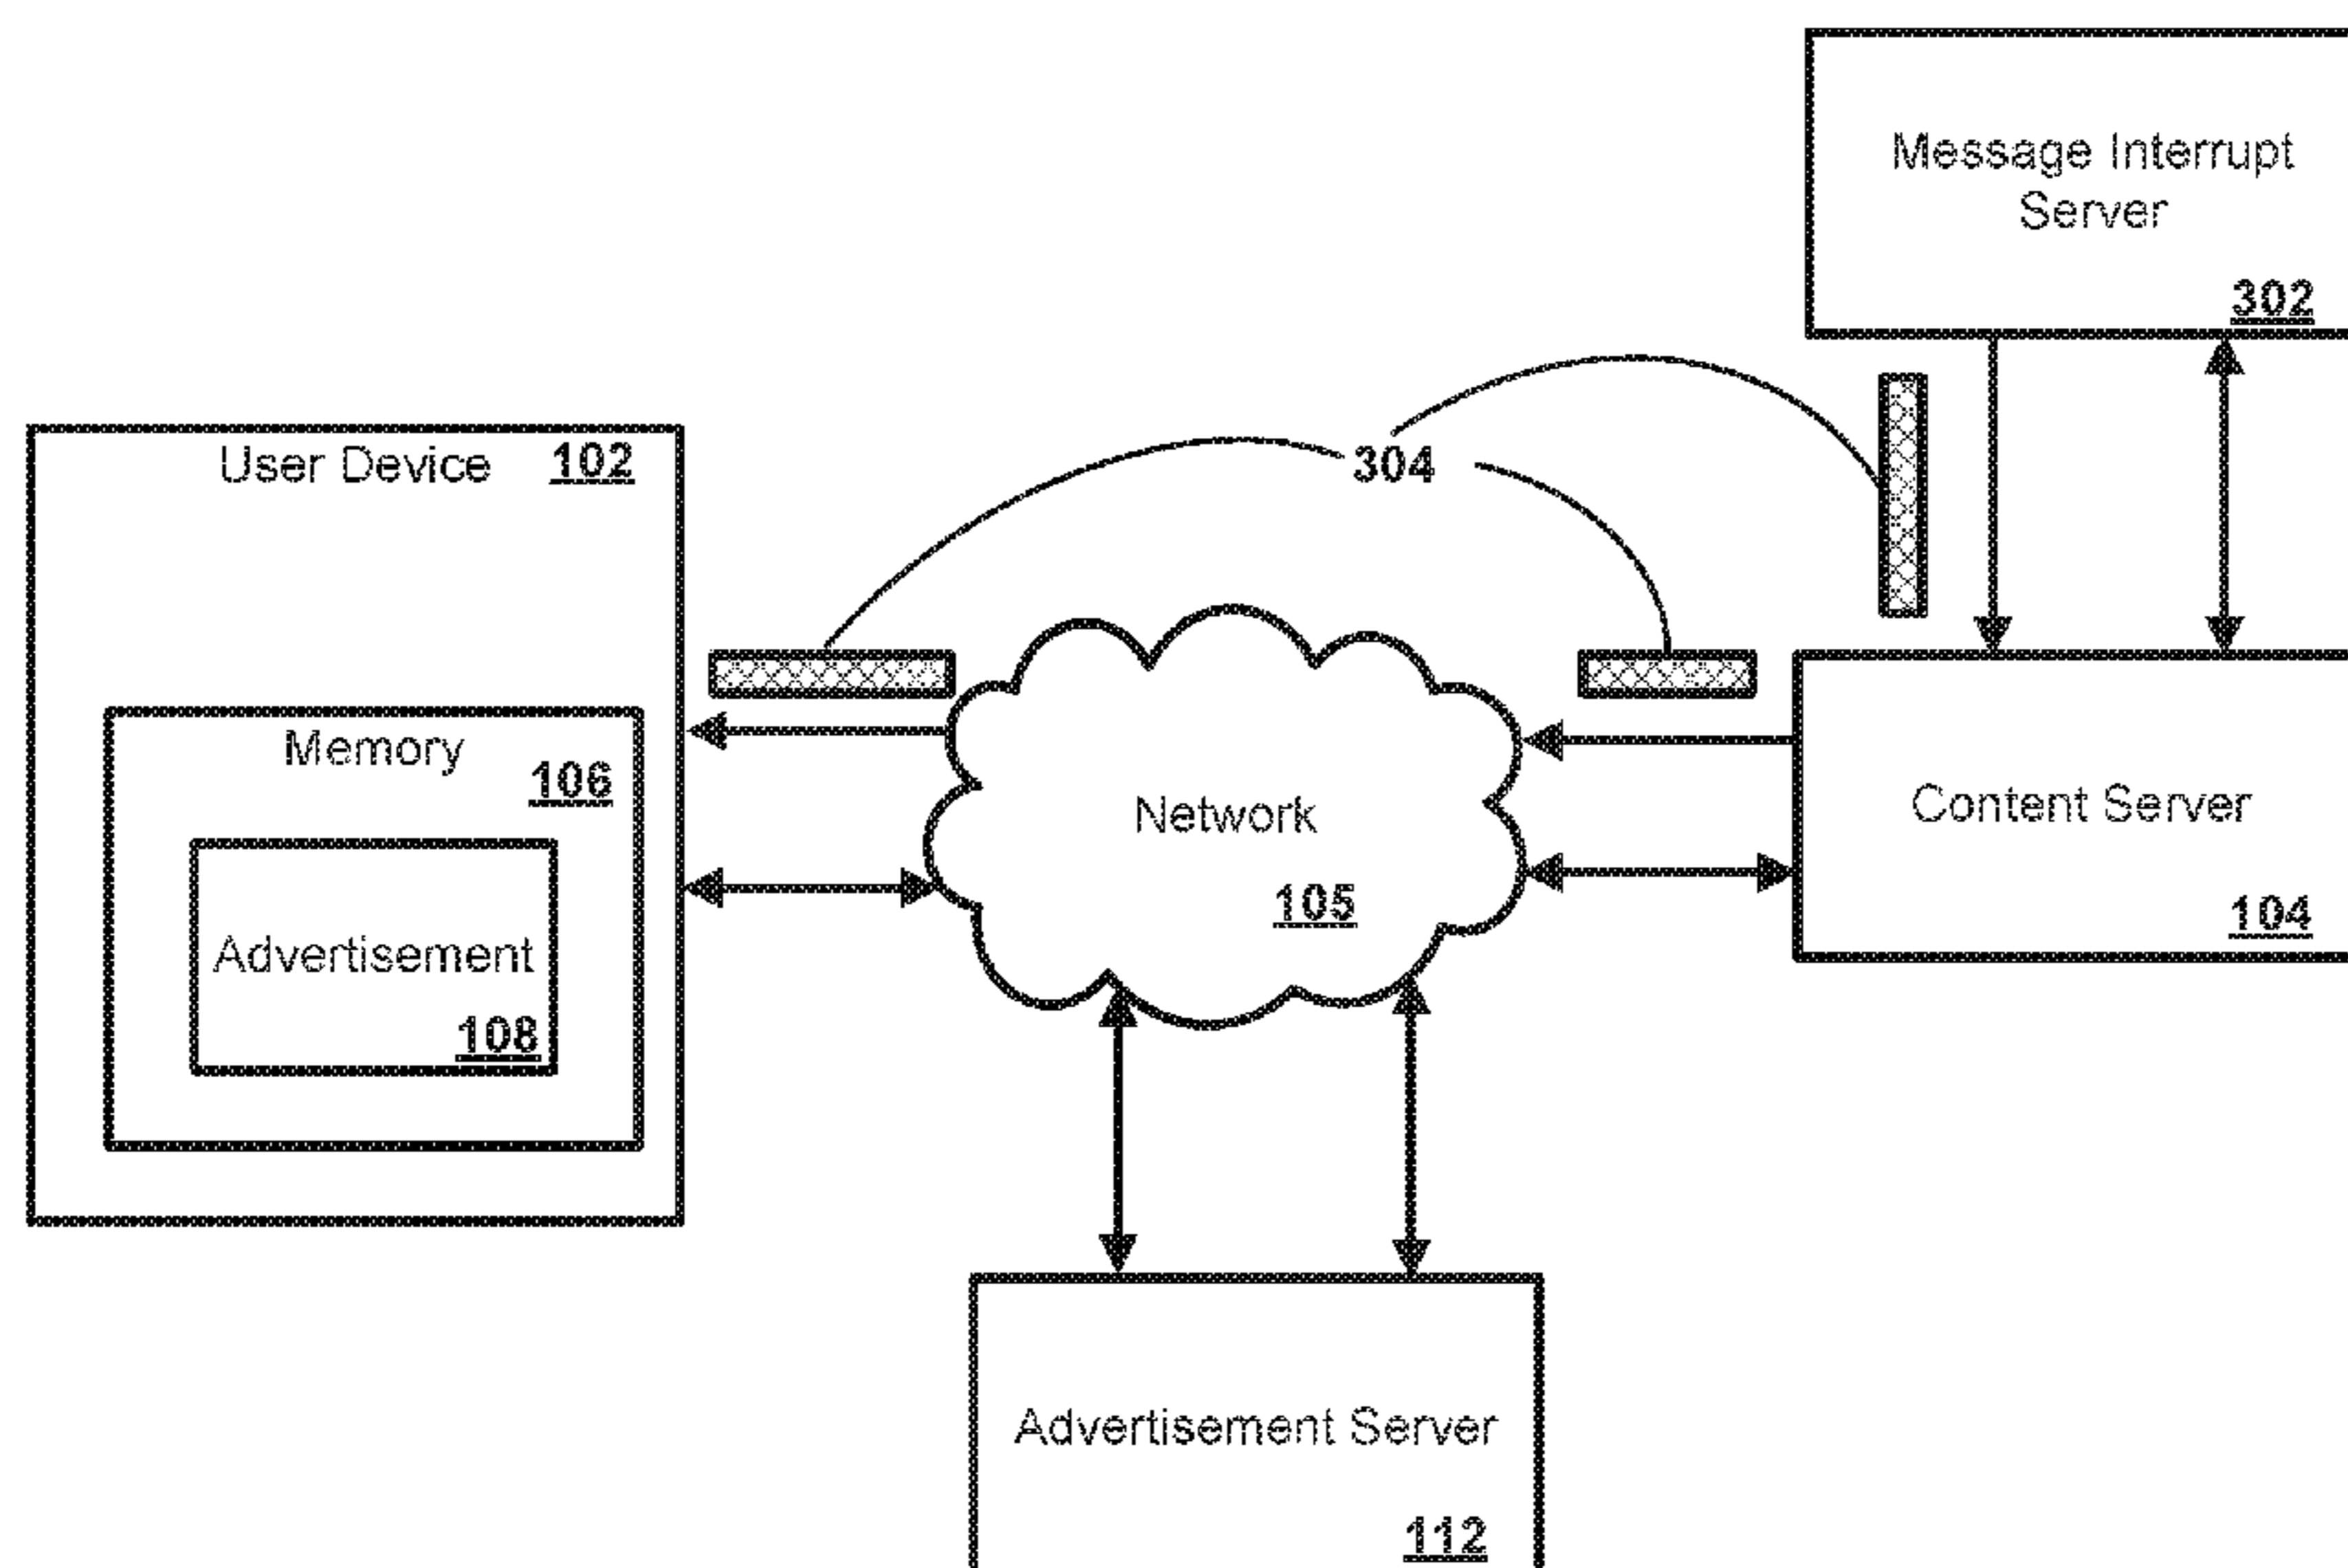 Message Interrupt
Server
302
304
User Device 102
Memory
106
Advertisement
108
Network
105
Content Server
104
Advertisement Server
112